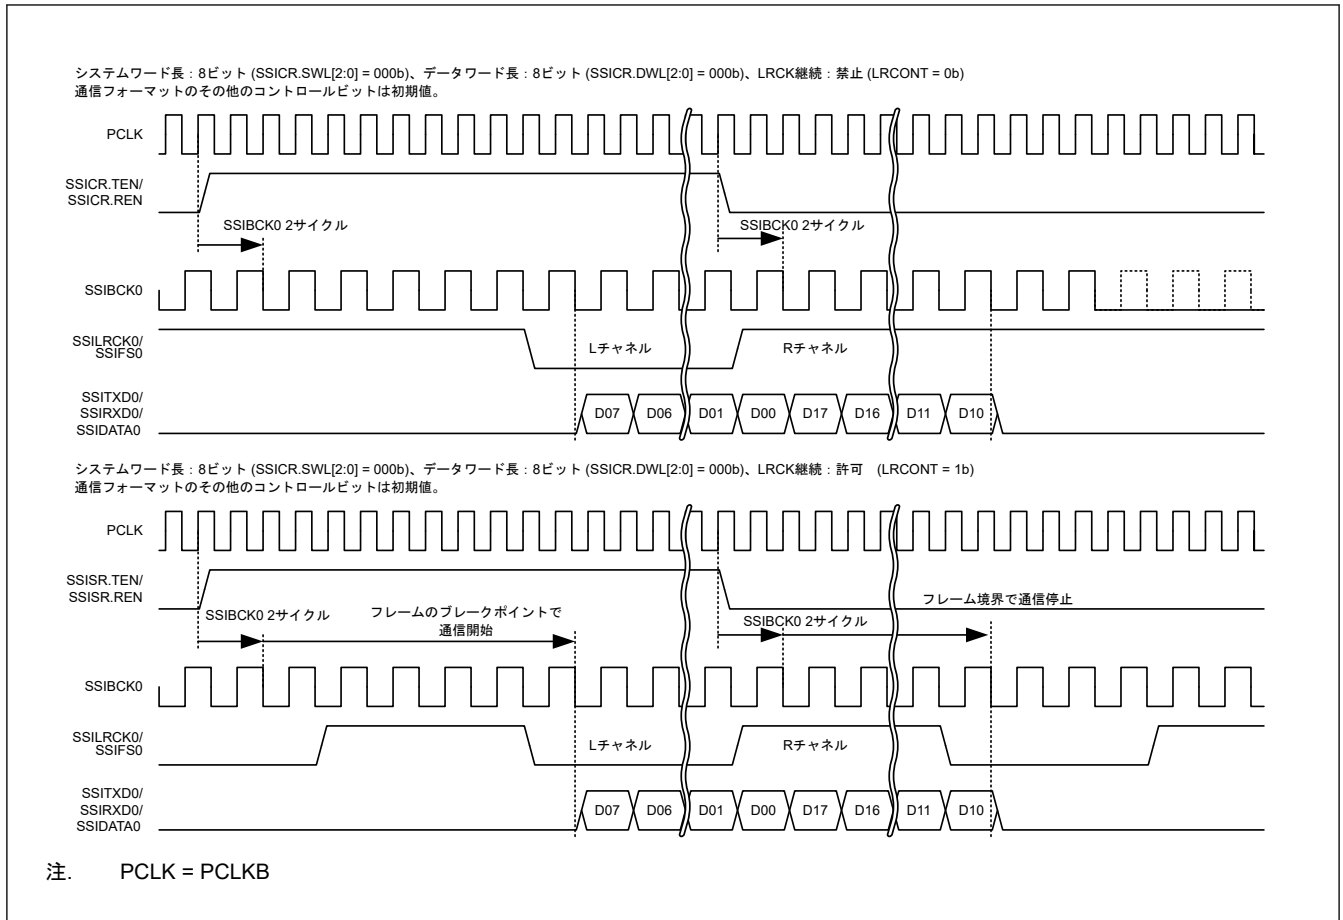 システムワード長：8ビット (SSICR.SWL[2:0] = 000b)、データワード長：8ビット (SSICR.DWL[2:0] = 000b)、LRCK継続：禁止 (LRCONT = 0b)
通信フォーマットのその他のコントロールビットは初期値。
PCLK
SSICR.TEN/
SSICR.REN
SSIBCK0 2サイクル
SSIBCK0 2サイクル
SSIBCK0
SSILRCK0/
SSIFS0
Lチャネル
Rチャネル
SSITXD0/
SSIRXD0/
SSIDATA0
D07 D06 D01 D00 D17 D16 D11 D10
システムワード長：8ビット (SSICR.SWL[2:0] = 000b)、データワード長：8ビット (SSICR.DWL[2:0] = 000b)、LRCK継続：許可 (LRCONT = 1b)
通信フォーマットのその他のコントロールビットは初期値。
PCLK
SSISR.TEN/
SSISR.REN
SSIBCK0 2サイクル
フレームのブレークポイントで
通信開始
SSIBCK0 2サイクル
フレーム境界で通信停止
SSIBCK0
SSILRCK0/
SSIFS0
Lチャネル
Rチャネル
SSITXD0/
SSIRXD0/
SSIDATA0
D07 D06 D01 D00 D17 D16 D11 D10
注. PCLK = PCLKB